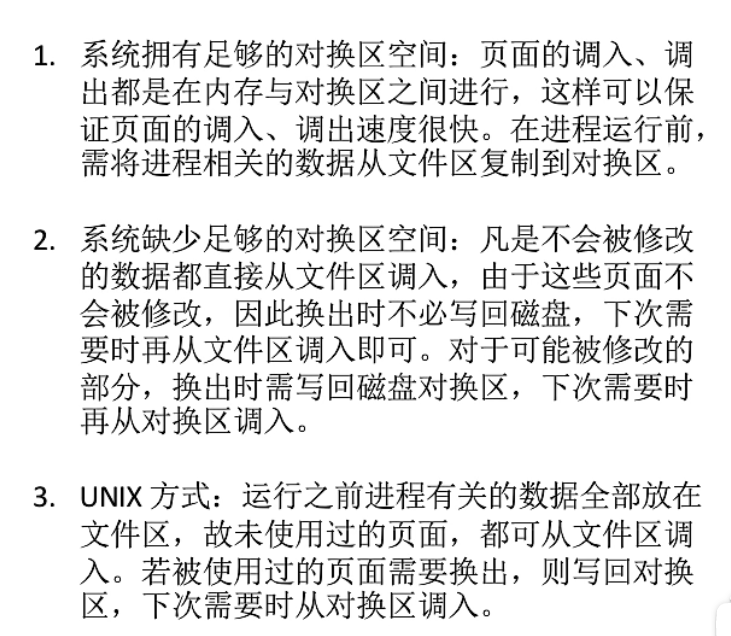 1. 系统拥有足够的对换区空间：页面的调入、调
出都是在内存与对换区之间进行，这样可以保
证页面的调入、调出速度很快。在进程运行前，
需将进程相关的数据从文件区复制到对换区。
2. 系统缺少足够的对换区空间：凡是不会被修改
的数据都直接从文件区调入，由于这些页面不
会被修改，因此换出时不必写回磁盘，下次需
要时再从文件区调入即可。对于可能被修改的
部分，换出时需写回磁盘对换区，下次需要时
再从对换区调入。
3. UNIX 方式：运行之前进程有关的数据全部放在
文件区，故未使用过的页面，都可从文件区调
入。若被使用过的页面需要换出，则写回对换
区，下次需要时从对换区调入。